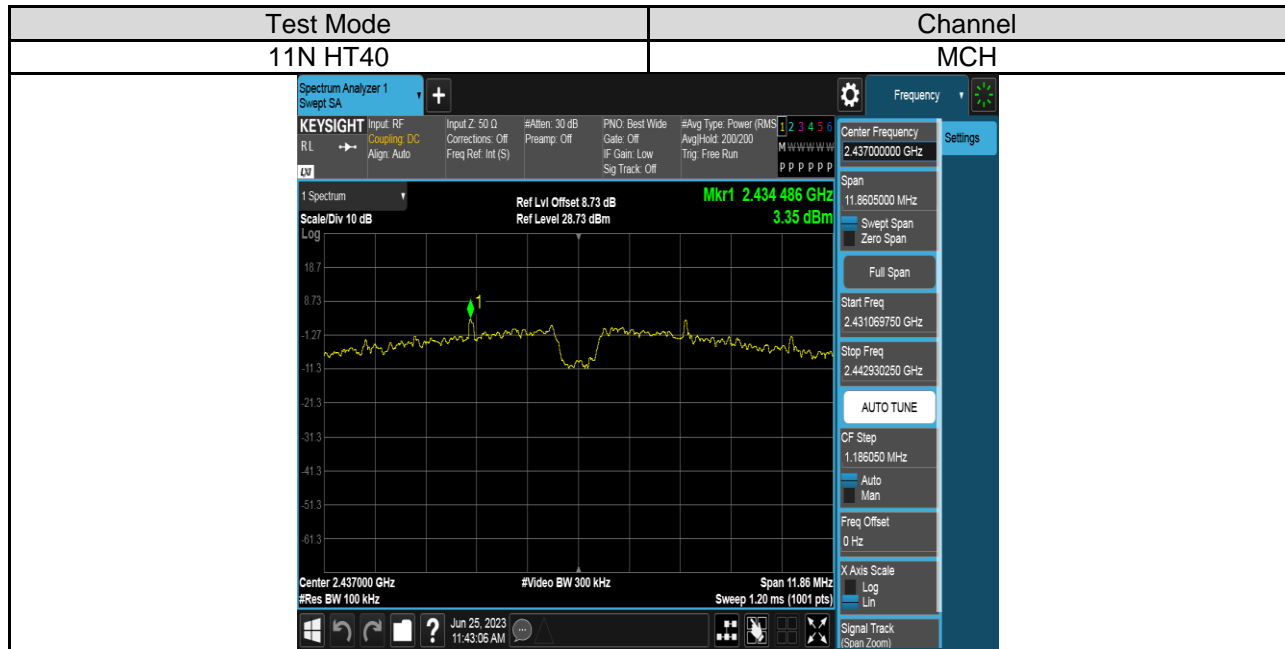 Test Mode Channel
11N HT40 MCH
Spectrum Analyzer 1
Swept SA
+
Frequency
KEYSIGHT
RL
LXI
Input: RF
Coupling: DC
Align: Auto
Input Z: 50 Ω
Corrections: Off
Freq Ref: Int (S)
#Atten: 30 dB
Preamp: Off
PNO: Best Wide
Gate: Off
IF Gain: Low
Sig Track: Off
#Avg Type: Power (RMS
Avg|Hold: 200/200
Trig: Free Run
1 2 3 4 5 6
M W W W W W
P P P P P P
1 Spectrum
Scale/Div 10 dB
Log
Ref Lvl Offset 8.73 dB
Ref Level 28.73 dBm
Mkr1 2.434 486 GHz
3.35 dBm
18.7
8.73
-1.27
-11.3
-21.3
-31.3
-41.3
-51.3
-61.3
1
Center 2.437000 GHz
#Res BW 100 kHz
#Video BW 300 kHz
Span 11.86 MHz
Sweep 1.20 ms (1001 pts)
?
Jun 25, 2023
11:43:06 AM
Center Frequency
2.437000000 GHz
Settings
Span
11.8605000 MHz
Swept Span
Zero Span
Full Span
Start Freq
2.431069750 GHz
Stop Freq
2.442930250 GHz
AUTO TUNE
CF Step
1.186050 MHz
Auto
Man
Freq Offset
0 Hz
X Axis Scale
Log
Lin
Signal Track
(Span Zoom)